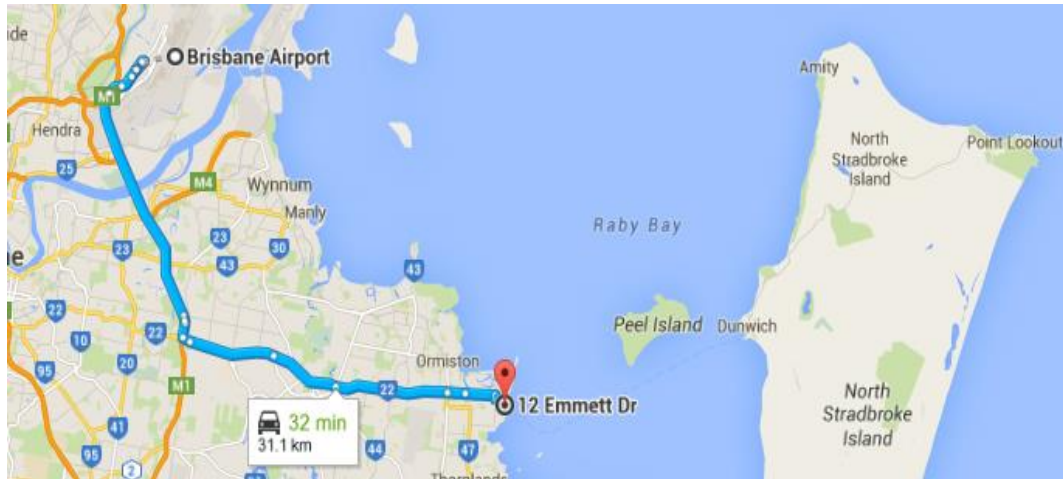 Brisbane Airport
M1
Hendra
25
M4
Wynnum
Manly
23
23
30
43
43
22
22
10
20
95
M1
41
95
2
Ormiston
22
12 Emmett Dr
32 min
31.1 km
44
47
Raby Bay
Peel Island
Dunwich
Amity
North
Stradbroke
Island
Point Lookout
North
Stradbroke
Island